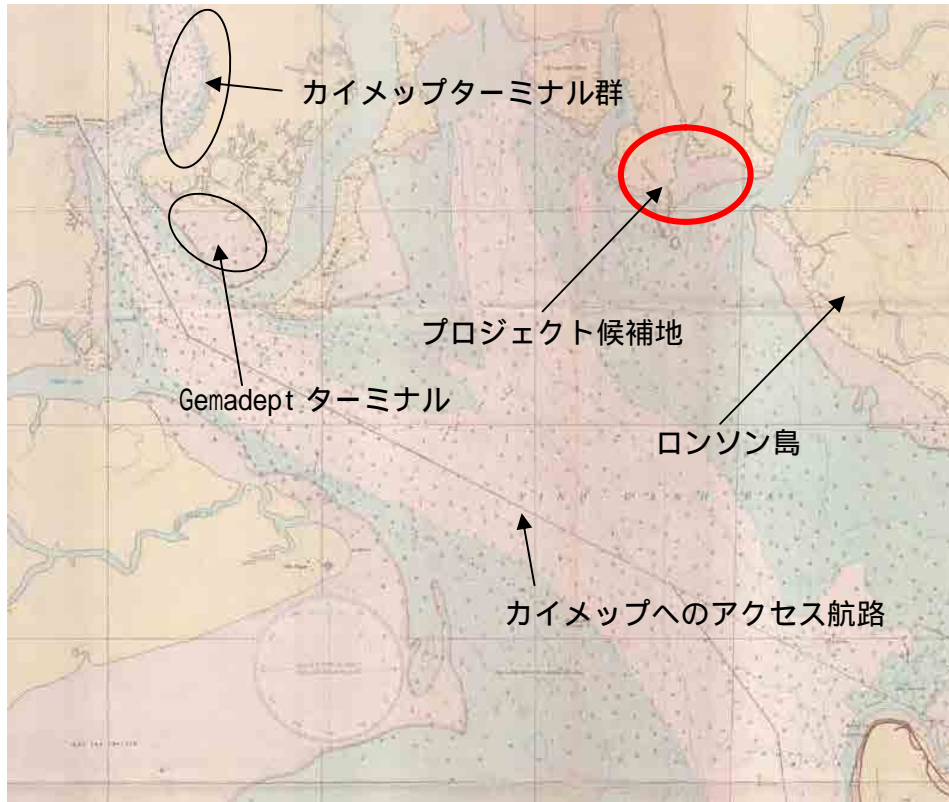 カイメップターミナル群
プロジェクト候補地
Gemadept ターミナル
ロンソン島
カイメップへのアクセス航路